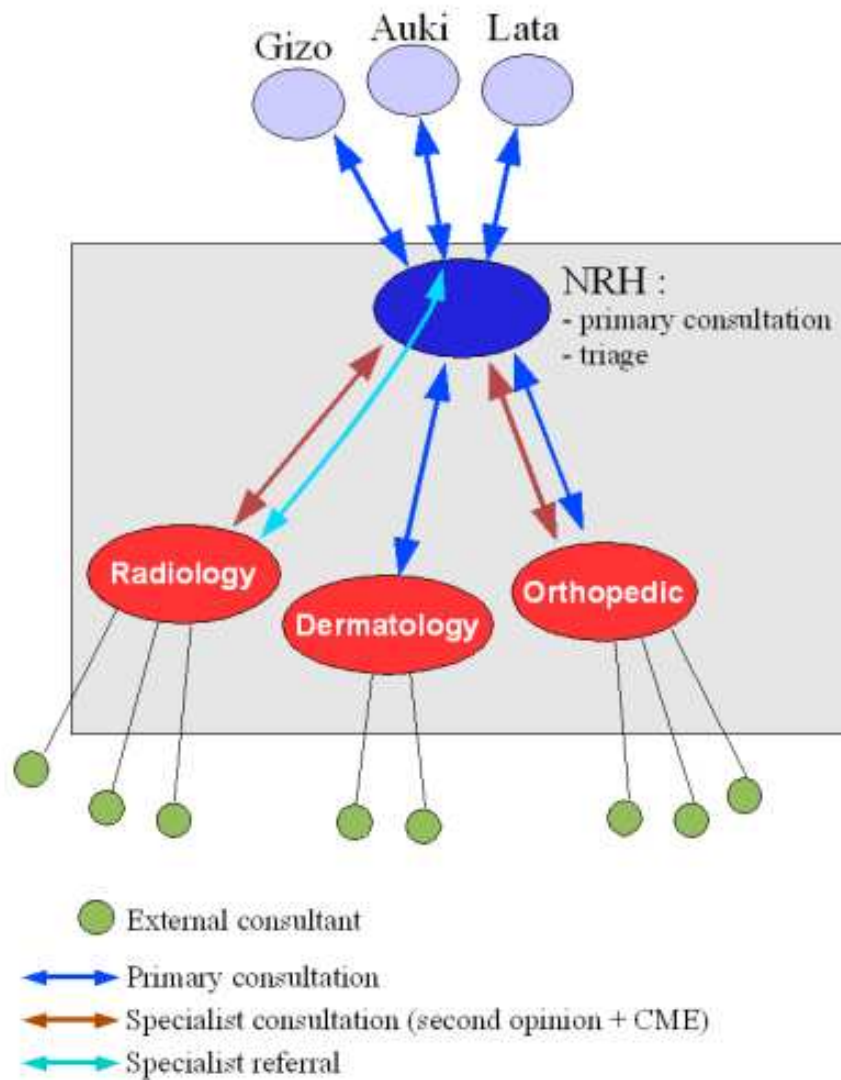 Gizo
Auki
Lata
NRH :
- primary consultation
- triage
Radiology
Dermatology
Orthopedic
External consultant
Primary consultation
Specialist consultation (second opinion + CME)
Specialist referral